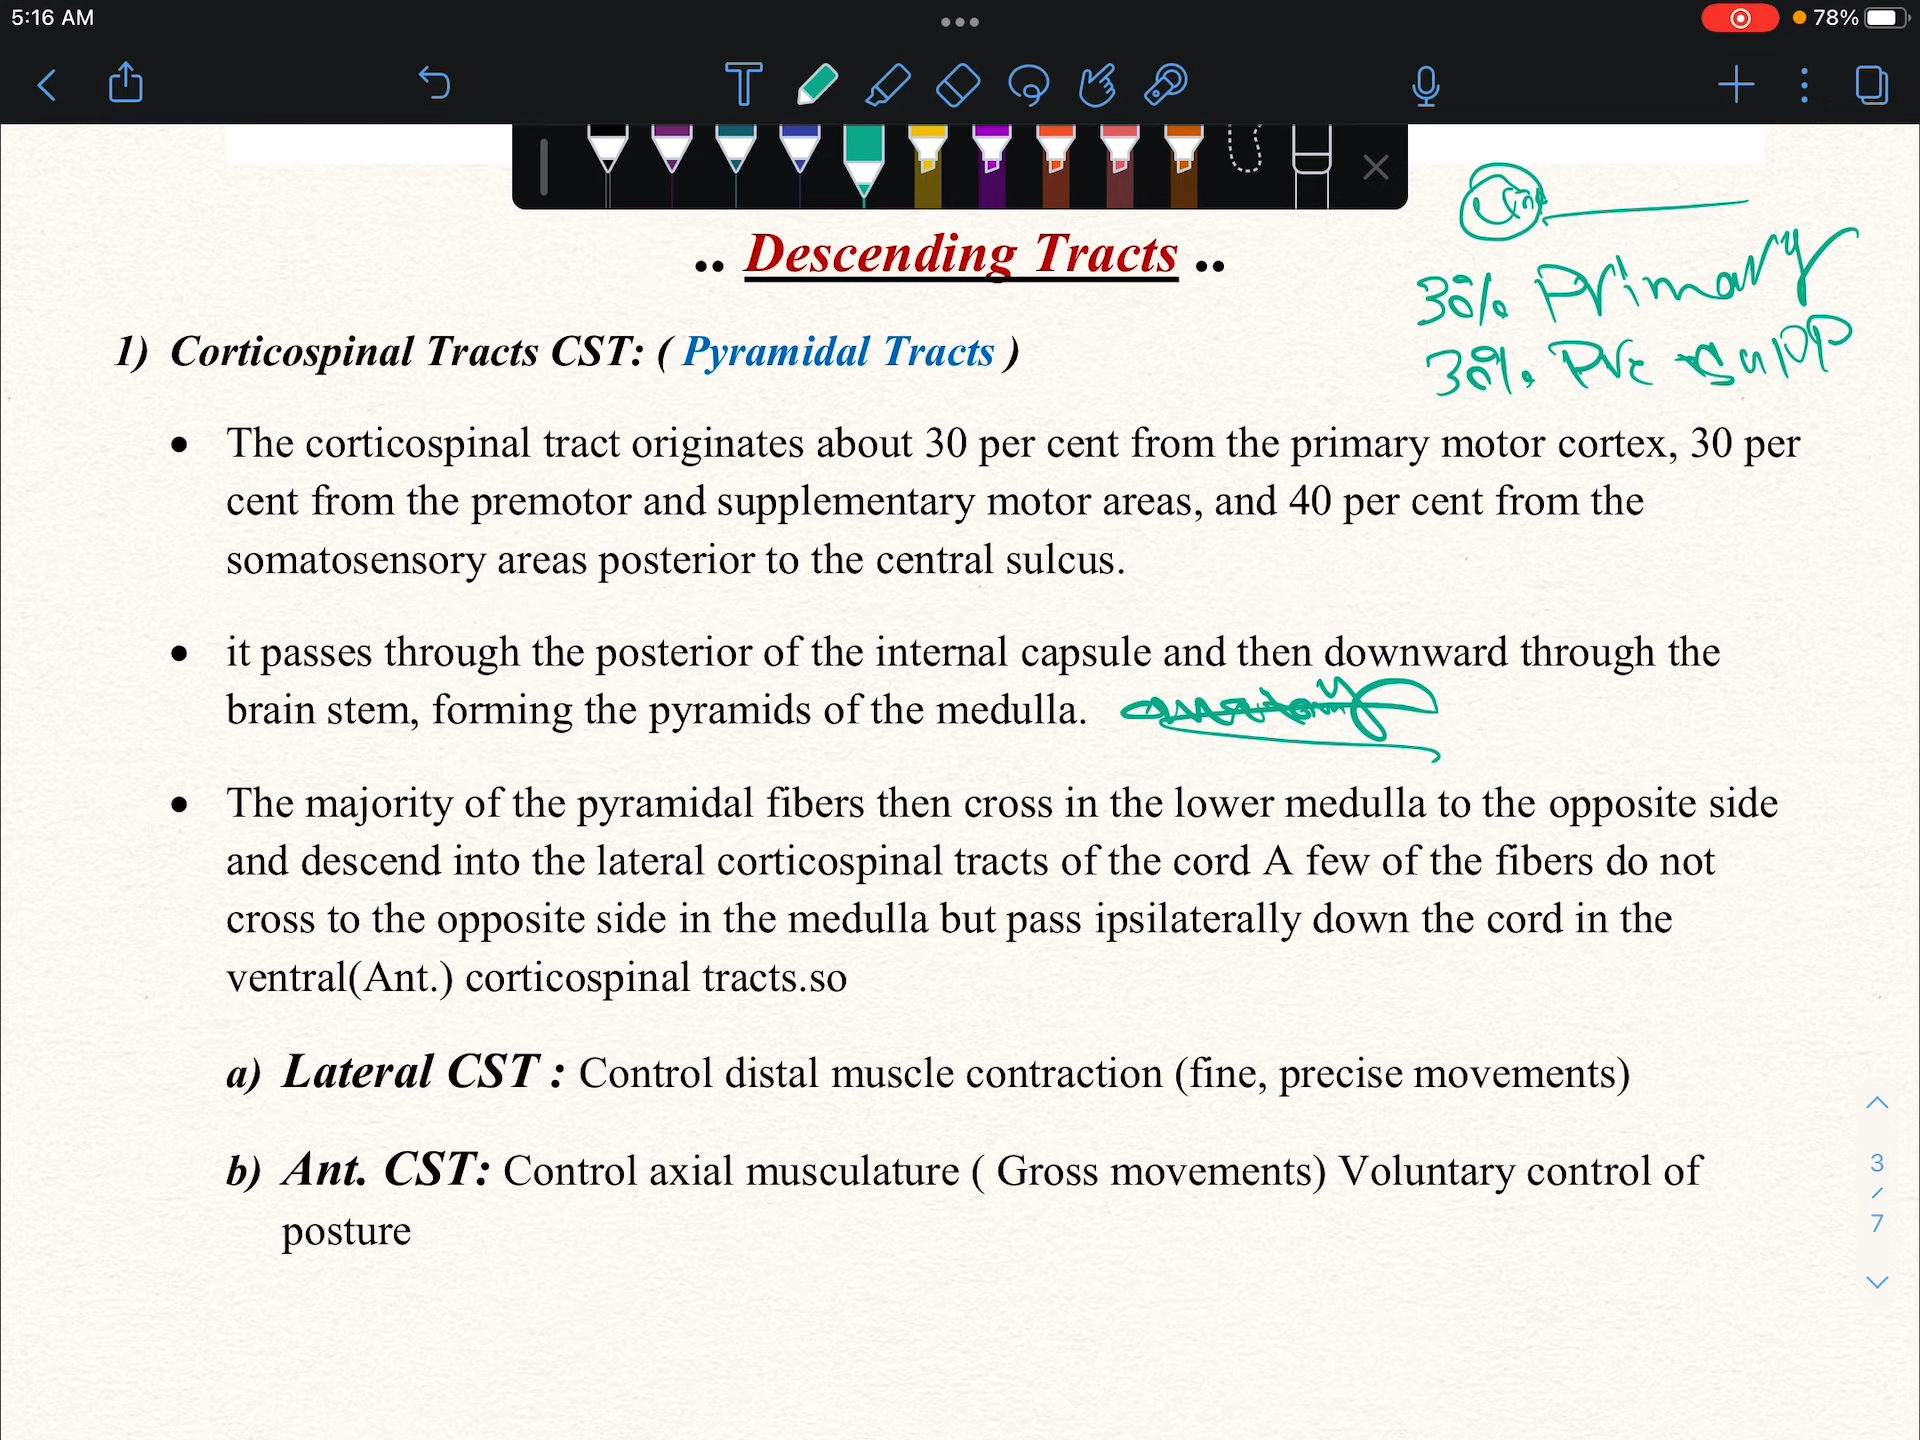 5:16 AM
78%
.. Descending Tracts ..
30% Primary
30% Pre supp
1) Corticospinal Tracts CST: ( Pyramidal Tracts )
• The corticospinal tract originates about 30 per cent from the primary motor cortex, 30 per
cent from the premotor and supplementary motor areas, and 40 per cent from the
somatosensory areas posterior to the central sulcus.
• it passes through the posterior of the internal capsule and then downward through the
brain stem, forming the pyramids of the medulla. anatomy
• The majority of the pyramidal fibers then cross in the lower medulla to the opposite side
and descend into the lateral corticospinal tracts of the cord A few of the fibers do not
cross to the opposite side in the medulla but pass ipsilaterally down the cord in the
ventral(Ant.) corticospinal tracts.so
a) Lateral CST : Control distal muscle contraction (fine, precise movements)
b) Ant. CST: Control axial musculature ( Gross movements) Voluntary control of
posture
3
/
7